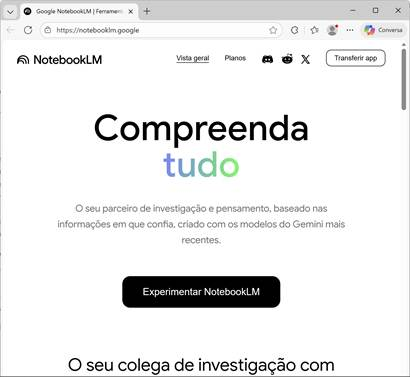 Google NotebookLM | Ferramen
https://notebooklm.google
Conversa
NotebookLM
Vista geral
Planos
Transferir app
Compreenda
tudo
O seu parceiro de investigação e pensamento, baseado nas
informações em que confia, criado com os modelos do Gemini mais
recentes.
Experimentar NotebookLM
O seu colega de investigação com